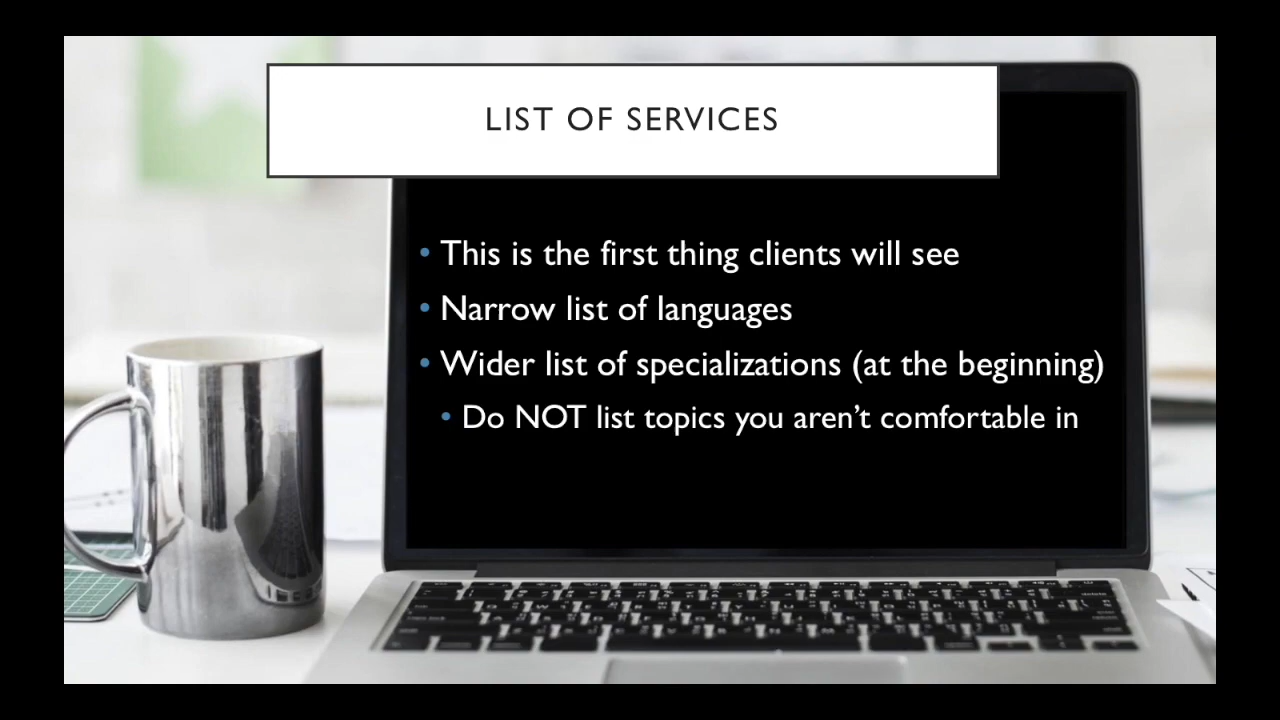 LIST OF SERVICES
• This is the first thing clients will see
• Narrow list of languages
• Wider list of specializations (at the beginning)
• Do NOT list topics you aren't comfortable in